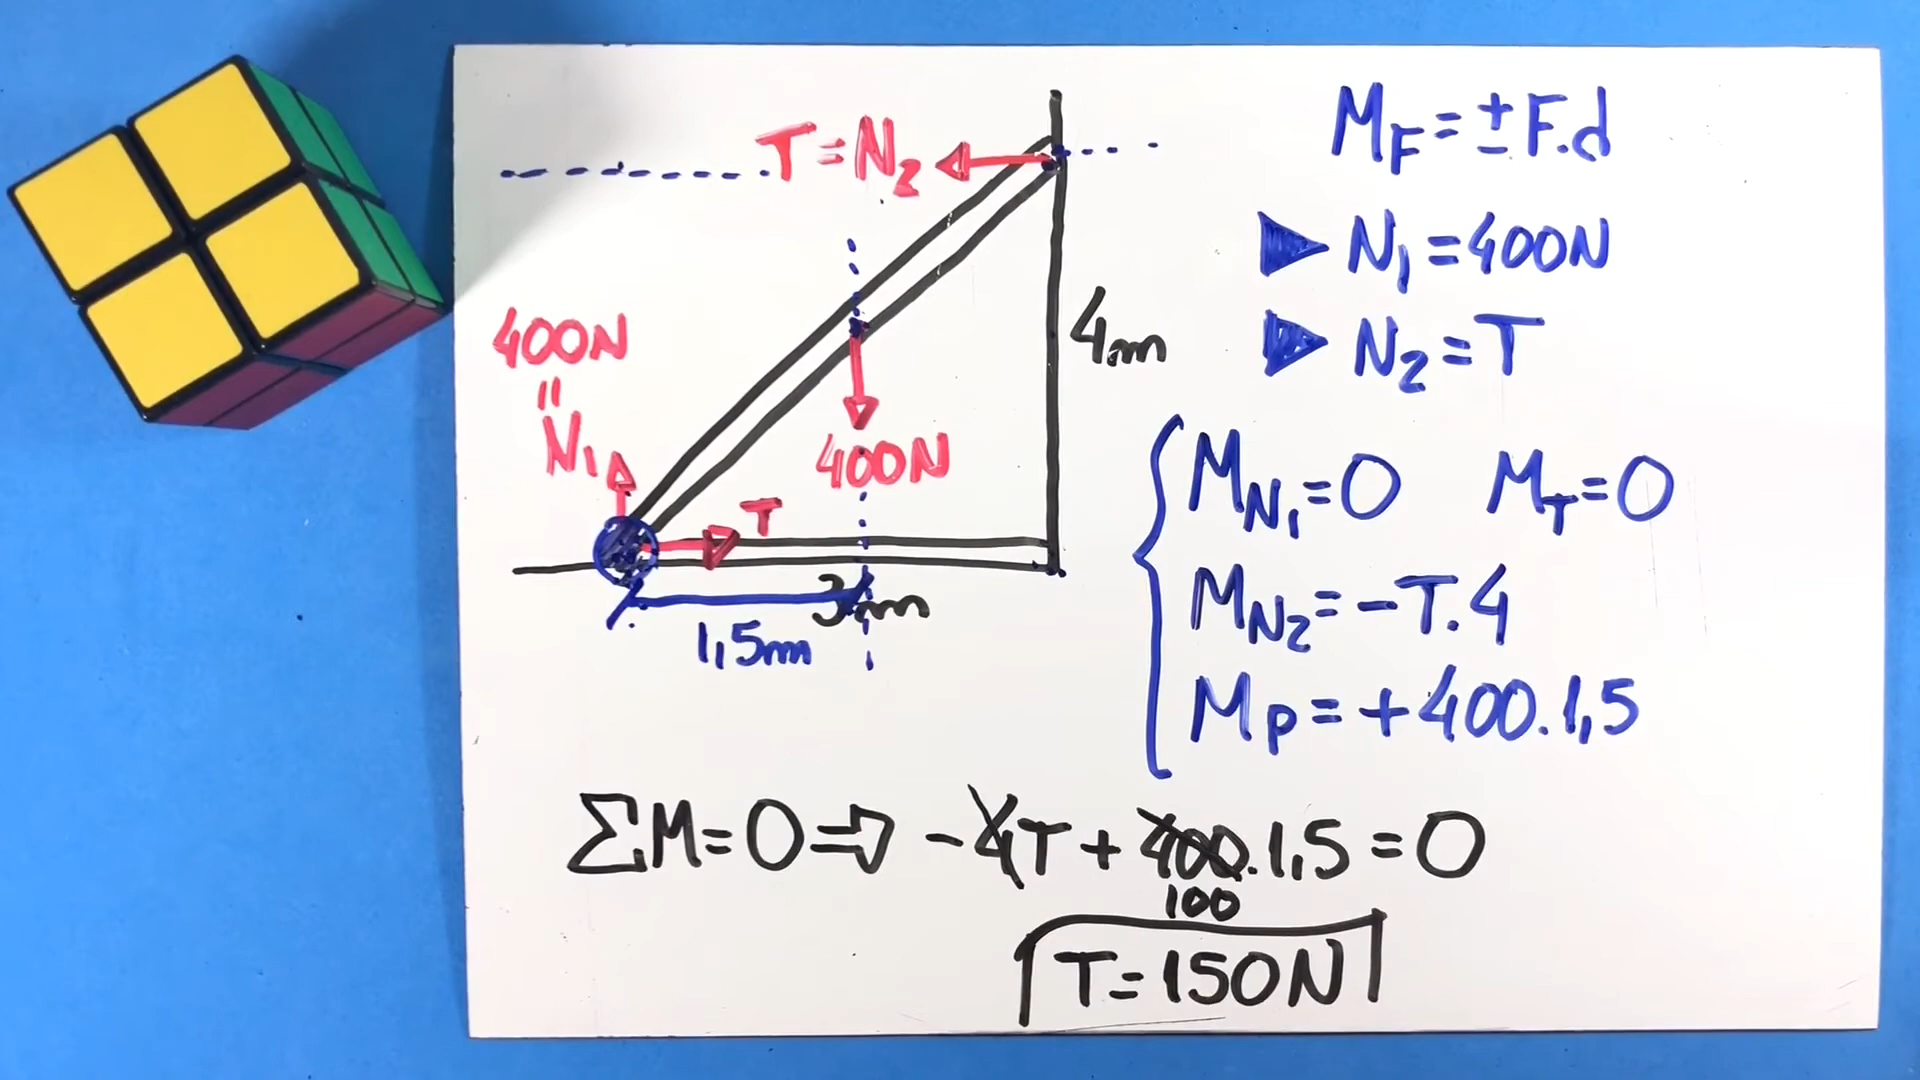 T=N₂
400N
=
N₁
T
400N
4m
3m
1,5m
M_F=±F.d
▶ N₁=400N
▶ N₂=T
M_N₁=0 M_T=0
M_N₂=-T.4
M_P=+400.1,5
ΣM=0⇒ -4T+400.1,5=0
100
T=150N